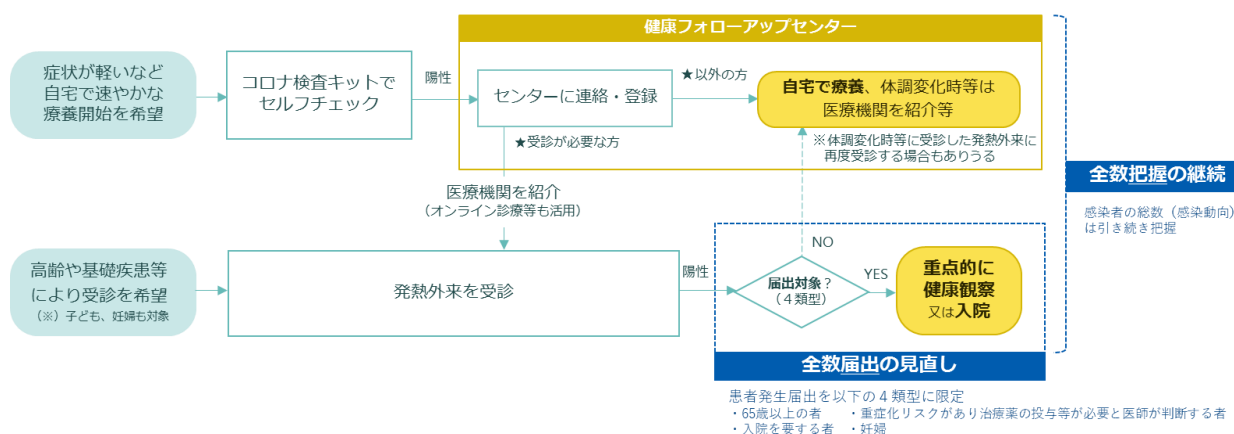 健康フォローアップセンター
症状が軽いなど
自宅で速やかな
療養開始を希望
コロナ検査キットで
セルフチェック
陽性
センターに連絡・登録
★以外の方
自宅で療養、体調変化時等は
医療機関を紹介等
★受診が必要な方
※体調変化時等に受診した発熱外来に
再度受診する場合もありうる
医療機関を紹介
（オンライン診療等も活用）
全数把握の継続
感染者の総数（感染動向）
は引き続き把握
高齢や基礎疾患等
により受診を希望
（※）子ども、妊婦も対象
発熱外来を受診
陽性
NO
届出対象？
（４類型）
YES
重点的に
健康観察
又は入院
全数届出の見直し
患者発生届出を以下の４類型に限定
・65歳以上の者　・重症化リスクがあり治療薬の投与等が必要と医師が判断する者
・入院を要する者　・妊婦